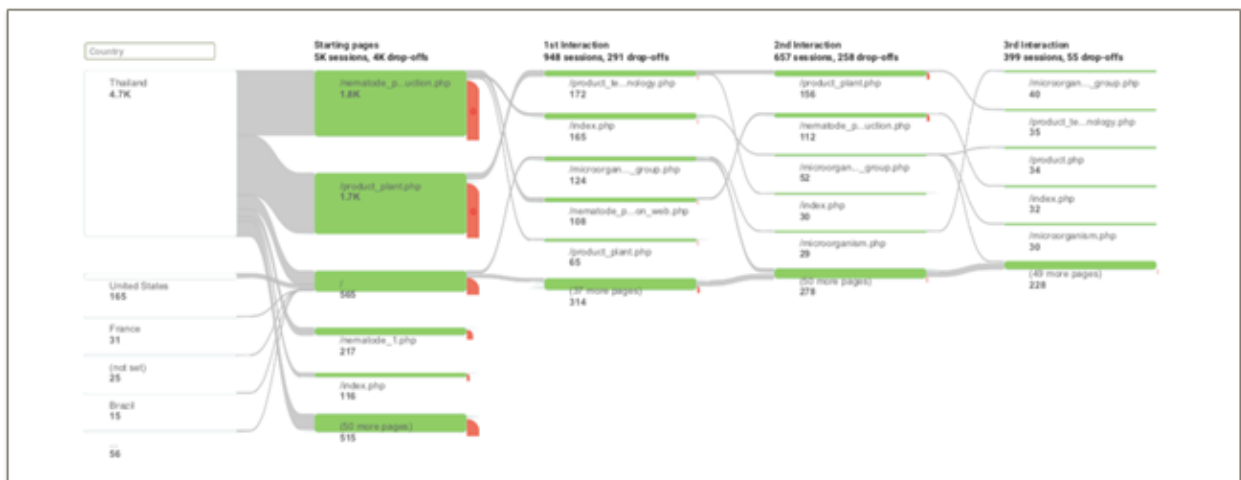 Country
Thailand
4.7K
United States
165
France
31
(not set)
25
Brazil
15
...
56
Starting pages
5K sessions, 4K drop-offs
/nematode_p...uction.php
1.8K
/product_plant.php
1.7K
/
565
/nematode_1.php
217
/index.php
116
(50 more pages)
515
1st Interaction
948 sessions, 291 drop-offs
/product_te...nology.php
172
/index.php
165
/microorgan..._group.php
124
/nematode_p...on_web.php
108
/product_plant.php
65
(37 more pages)
314
2nd Interaction
657 sessions, 258 drop-offs
/product_plant.php
156
/nematode_p...uction.php
112
/microorgan..._group.php
52
/index.php
30
/microorganism.php
29
(50 more pages)
278
3rd Interaction
399 sessions, 55 drop-offs
/microorgan..._group.php
40
/product_te...nology.php
35
/product.php
34
/index.php
32
/microorganism.php
30
(49 more pages)
228